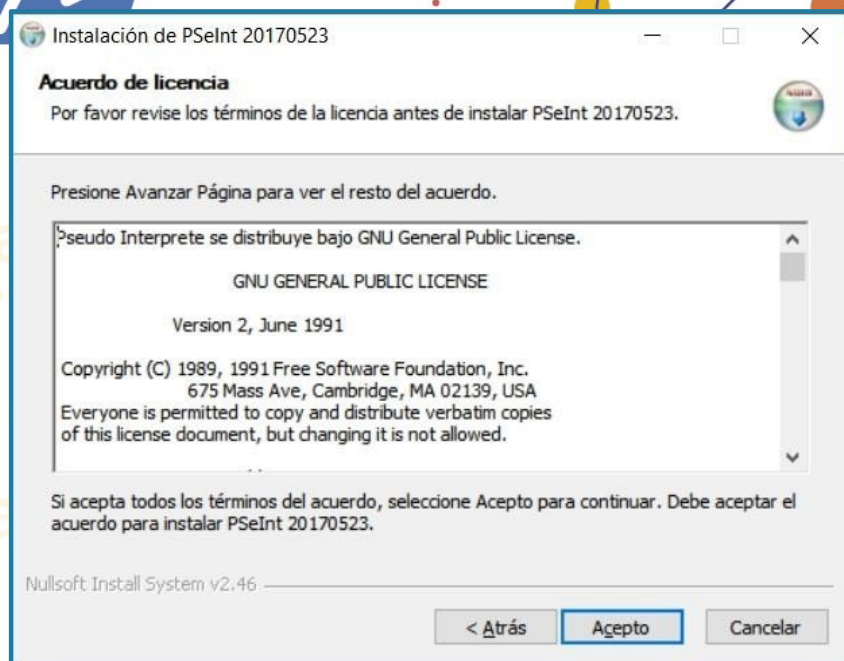 Instalación de PSeInt 20170523
Acuerdo de licencia
Por favor revise los términos de la licencia antes de instalar PSeInt 20170523.
Presione Avanzar Página para ver el resto del acuerdo.
Pseudo Interprete se distribuye bajo GNU General Public License.
GNU GENERAL PUBLIC LICENSE
Version 2, June 1991
Copyright (C) 1989, 1991 Free Software Foundation, Inc.
675 Mass Ave, Cambridge, MA 02139, USA
Everyone is permitted to copy and distribute verbatim copies
of this license document, but changing it is not allowed.
Si acepta todos los términos del acuerdo, seleccione Acepto para continuar. Debe aceptar el
acuerdo para instalar PSeInt 20170523.
Nullsoft Install System v2.46
< Atrás Acepto Cancelar